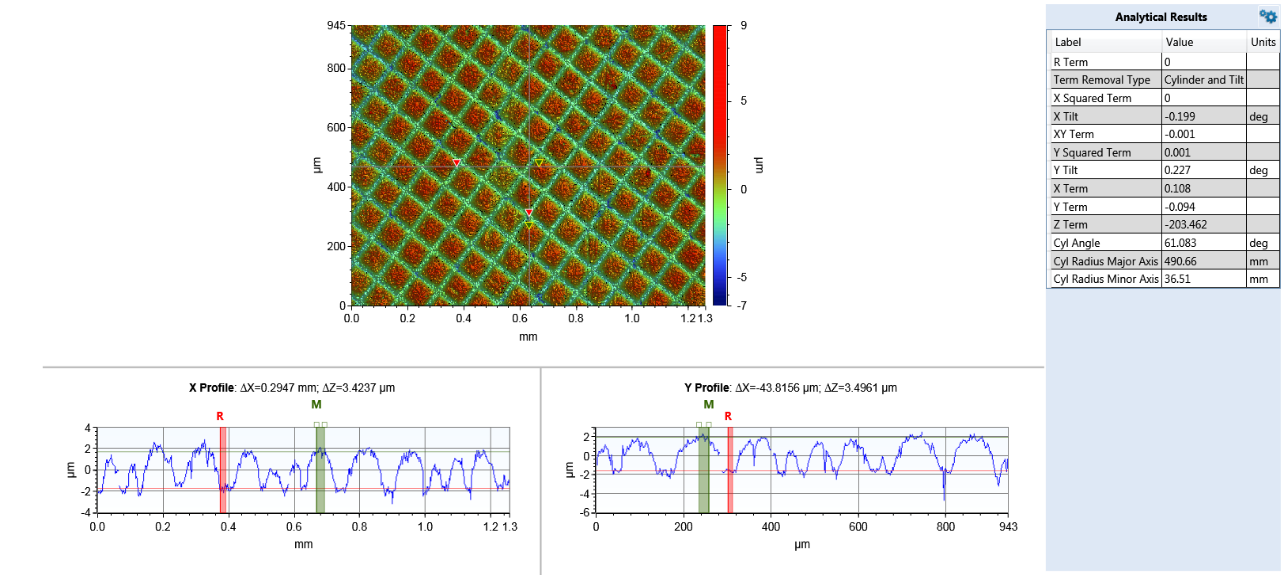 945
800
600
400
200
0
µm
0.0 0.2 0.4 0.6 0.8 1.0 1.2 1.3
mm
9
5
0
-5
-7
µm
Analytical Results
Label Value Units
R Term 0
Term Removal Type Cylinder and Tilt
X Squared Term 0
X Tilt -0.199 deg
XY Term -0.001
Y Squared Term 0.001
Y Tilt 0.227 deg
X Term 0.108
Y Term -0.094
Z Term -203.462
Cyl Angle 61.083 deg
Cyl Radius Major Axis 490.66 mm
Cyl Radius Minor Axis 36.51 mm
X Profile: ΔX=0.2947 mm; ΔZ=3.4237 µm
M
R
4
2
0
-2
-4
µm
0.0 0.2 0.4 0.6 0.8 1.0 1.2 1.3
mm
Y Profile: ΔX=-43.8156 µm; ΔZ=3.4961 µm
M
R
2
0
-2
-4
-6
µm
0 200 400 600 800 943
µm